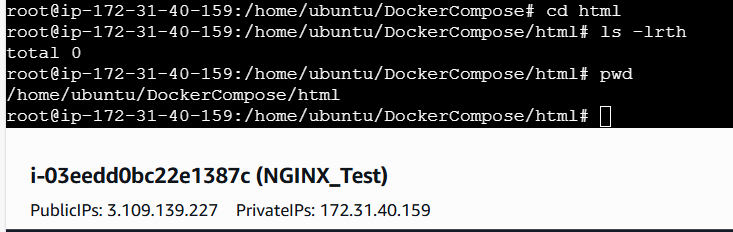 root@ip-172-31-40-159:/home/ubuntu/DockerCompose# cd html
root@ip-172-31-40-159:/home/ubuntu/DockerCompose/html# ls -lrth
total 0
root@ip-172-31-40-159:/home/ubuntu/DockerCompose/html# pwd
/home/ubuntu/DockerCompose/html
root@ip-172-31-40-159:/home/ubuntu/DockerCompose/html#
i-03eedd0bc22e1387c (NGINX_Test)
PublicIPs: 3.109.139.227 PrivateIPs: 172.31.40.159